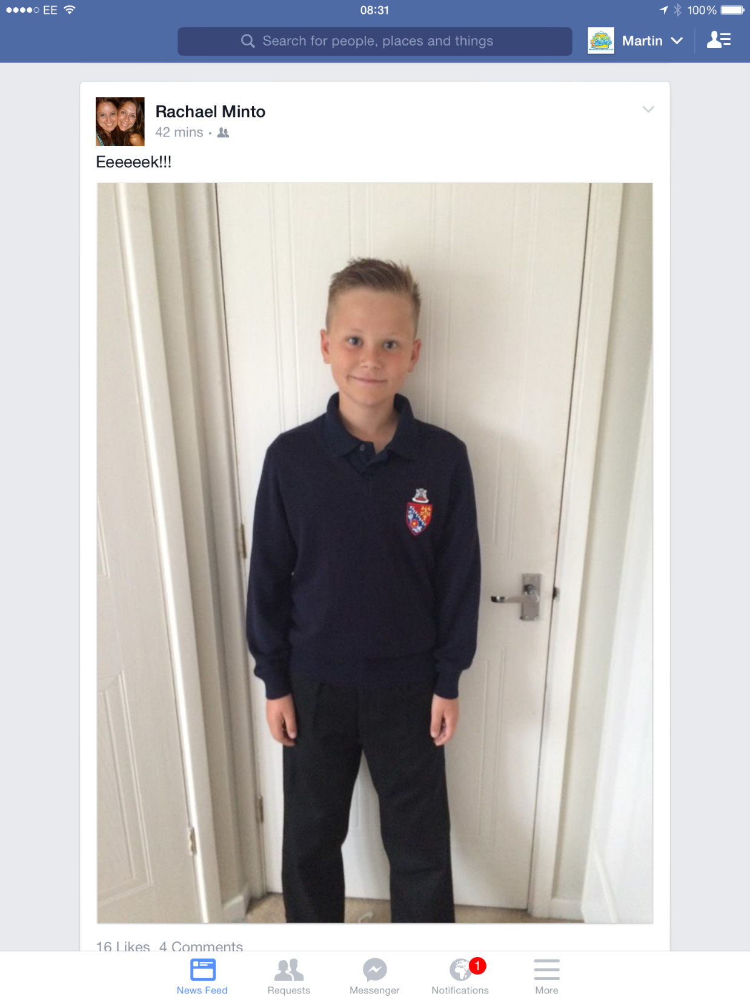 EE 08:31 100%
Search for people, places and things Martin
Rachael Minto
42 mins
Eeeeeek!!!
16 Likes 4 Comments
1
News Feed Requests Messenger Notifications More